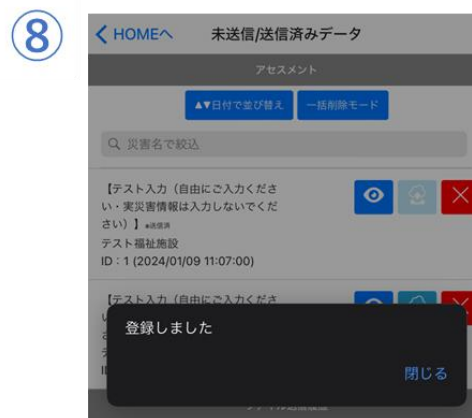 ⑧
HOMEへ 未送信/送信済みデータ
アセスメント
▲▼日付で並び替え 一括削除モード
災害名で絞込
【テスト入力（自由にご入力くださ
い・実災害情報は入力しないでくだ
さい）】 ●送信済
テスト福祉施設
ID：1 (2024/01/09 11:07:00)
【テスト入力（自由にご入力くださ
登録しました
閉じる